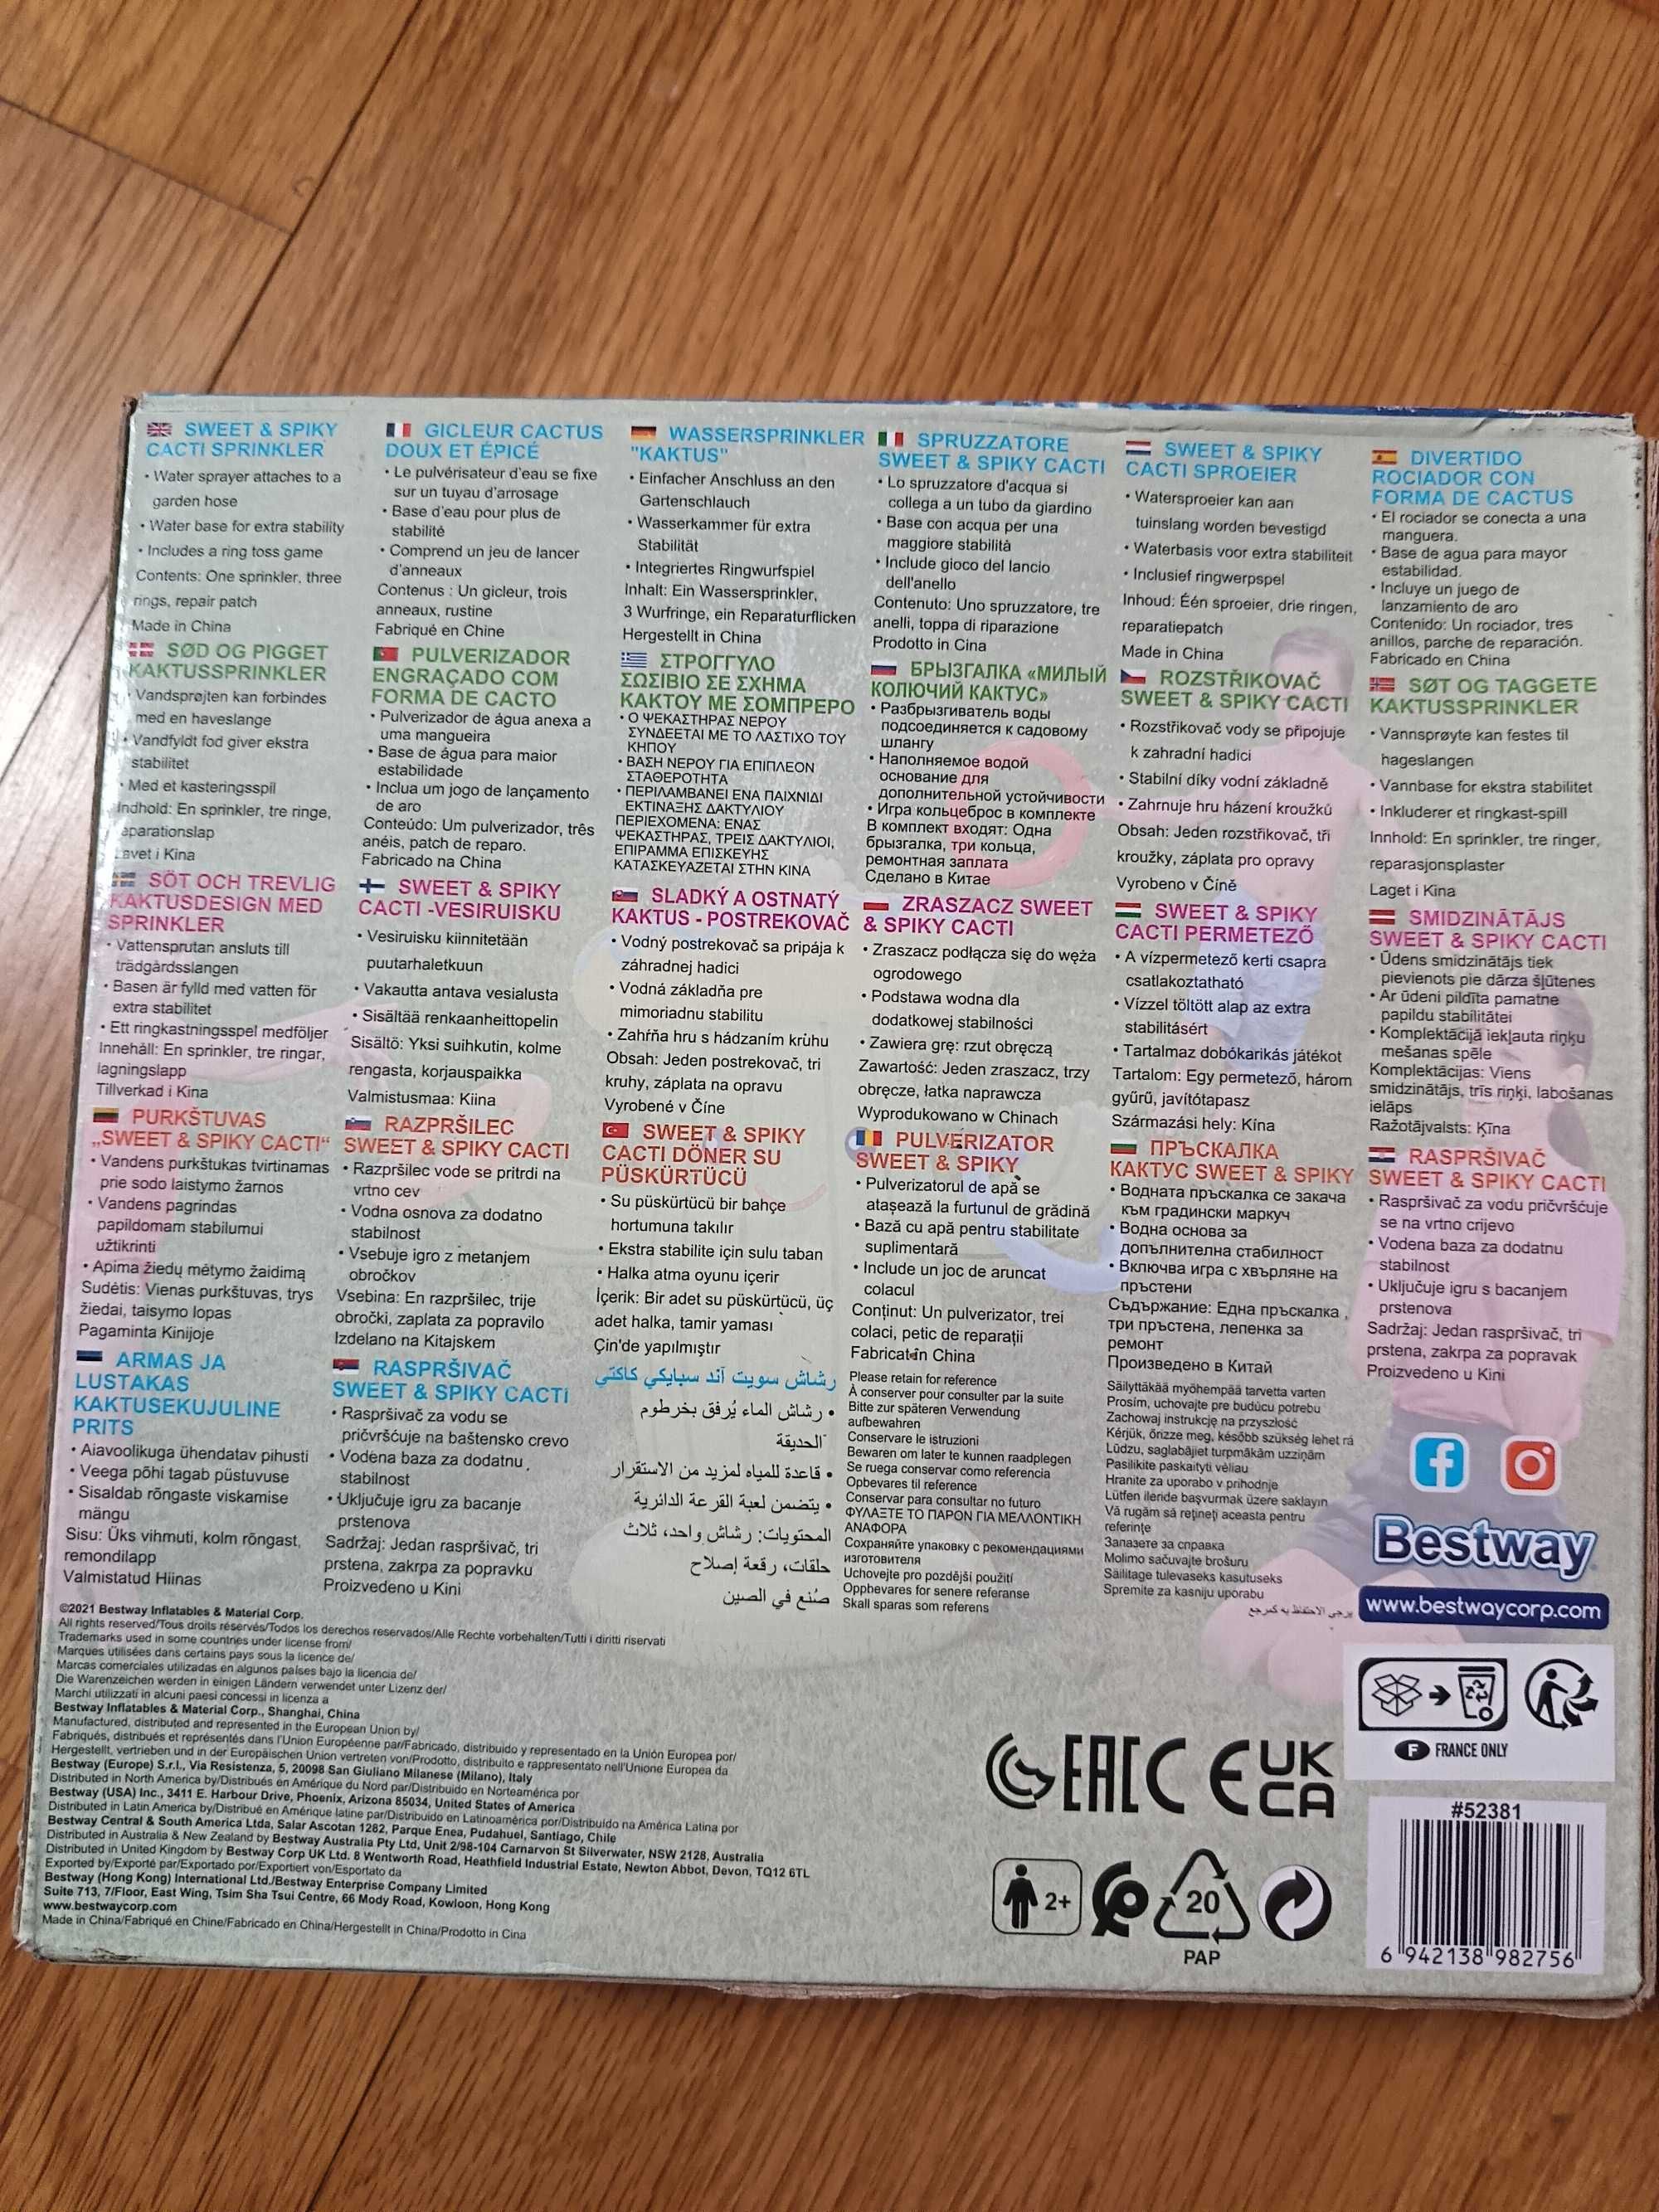 SWEET & SPIKY
CACTI SPRINKLER
• Water sprayer attaches to a
garden hose
• Water base for extra stability
• Includes a ring toss game
Contents: One sprinkler, three
rings, repair patch
Made in China
GICLEUR CACTUS
DOUX ET ÉPICÉ
• Le pulvérisateur d'eau se fixe
sur un tuyau d'arrosage
• Base d'eau pour plus de
stabilité
• Comprend un jeu de lancer
d'anneaux
Contenus : Un gicleur, trois
anneaux, rustine
Fabriqué en Chine
WASSERSPRINKLER
"KAKTUS"
• Einfacher Anschluss an den
Gartenschlauch
• Wasserkammer für extra
Stabilität
• Integriertes Ringwurfspiel
Inhalt: Ein Wassersprinkler,
3 Wurfringe, ein Reparaturflicken
Hergestellt in China
SPRUZZATORE
SWEET & SPIKY CACTI
• Lo spruzzatore d'acqua si
collega a un tubo da giardino
• Base con acqua per una
maggiore stabilità
• Include gioco del lancio
dell'anello
Contenuto: Uno spruzzatore, tre
anelli, toppa di riparazione
Prodotto in Cina
SWEET & SPIKY
CACTI SPROEIER
• Watersproeier kan aan
tuinslang worden bevestigd
• Waterbasis voor extra stabiliteit
• Inclusief ringwerpspel
Inhoud: Één sproeier, drie ringen,
reparatiepatch
Made in China
DIVERTIDO
ROCIADOR CON
FORMA DE CACTUS
• El rociador se conecta a una
manguera.
• Base de agua para mayor
estabilidad.
• Incluye un juego de
lanzamiento de aro
Contenido: Un rociador, tres
anillos, parche de reparación.
Fabricado en China
SØD OG PIGGET
KAKTUSSPRINKLER
• Vandsprøjten kan forbindes
med en haveslange
• Vandfyldt fod giver ekstra
stabilitet
• Med et kasteringsspil
Indhold: En sprinkler, tre ringe,
eparationslap
Lavet i Kina
PULVERIZADOR
ENGRAÇADO COM
FORMA DE CACTO
• Pulverizador de água anexa a
uma mangueira
• Base de água para maior
estabilidade
• Inclua um jogo de lançamento
de aro
Conteúdo: Um pulverizador, três
anéis, patch de reparo.
Fabricado na China
ΣΤΡΟΓΓΥΛΟ
ΣΩΣΙΒΙΟ ΣΕ ΣΧΗΜΑ
ΚΑΚΤΟΥ ΜΕ ΣΟΜΠΡΕΡΟ
• Ο ΨΕΚΑΣΤΗΡΑΣ ΝΕΡΟΥ
ΣΥΝΔΕΕΤΑΙ ΜΕ ΤΟ ΛΑΣΤΙΧΟ ΤΟΥ
ΚΗΠΟΥ
• ΒΑΣΗ ΝΕΡΟΥ ΓΙΑ ΕΠΙΠΛΕΟΝ
ΣΤΑΘΕΡΟΤΗΤΑ
• ΠΕΡΙΛΑΜΒΑΝΕΙ ΕΝΑ ΠΑΙΧΝΙΔΙ
ΕΚΤΙΝΑΞΗΣ ΔΑΚΤΥΛΙΟΥ
ΠΕΡΙΕΧΟΜΕΝΑ: ΕΝΑΣ
ΨΕΚΑΣΤΗΡΑΣ, ΤΡΕΙΣ ΔΑΚΤΥΛΙΟΙ,
ΕΠΙΡΑΜΜΑ ΕΠΙΣΚΕΥΗΣ
ΚΑΤΑΣΚΕΥΑΖΕΤΑΙ ΣΤΗΝ ΚΙΝΑ
БРЫЗГАЛКА «МИЛЫЙ
КОЛЮЧИЙ КАКТУС»
• Разбрызгиватель воды
подсоединяется к садовому
шлангу
• Наполняемое водой
основание для
дополнительной устойчивости
• Игра кольцеброс в комплекте
В комплект входят: Одна
брызгалка, три кольца,
ремонтная заплата
Сделано в Китае
ROZSTŘIKOVAČ
SWEET & SPIKY CACTI
• Rozstřikovač vody se připojuje
k zahradní hadici
• Stabilní díky vodní základně
• Zahrnuje hru házení kroužků
Obsah: Jeden rozstřikovač, tři
kroužky, záplata pro opravy
Vyrobeno v Číně
SØT OG TAGGETE
KAKTUSSPRINKLER
• Vannsprøyte kan festes til
hageslangen
• Vannbase for ekstra stabilitet
• Inkluderer et ringkast-spill
Innhold: En sprinkler, tre ringer,
reparasjonsplaster
Laget i Kina
SÖT OCH TREVLIG
KAKTUSDESIGN MED
SPRINKLER
• Vattensprutan ansluts till
trädgårdsslangen
• Basen är fylld med vatten för
extra stabilitet
• Ett ringkastningsspel medföljer
Innehåll: En sprinkler, tre ringar,
lagningslapp
Tillverkad i Kina
SWEET & SPIKY
CACTI -VESIRUISKU
• Vesiruisku kiinnitetään
puutarhaletkuun
• Vakautta antava vesialusta
• Sisältää renkaanheittopelin
Sisältö: Yksi suihkutin, kolme
rengasta, korjauspaikka
Valmistusmaa: Kiina
SLADKÝ A OSTNATÝ
KAKTUS - POSTREKOVAČ
• Vodný postrekovač sa pripája k
záhradnej hadici
• Vodná základňa pre
mimoriadnu stabilitu
• Zahŕňa hru s hádzaním krúhu
Obsah: Jeden postrekovač, tri
kruhy, záplata na opravu
Vyrobené v Číne
ZRASZACZ SWEET
& SPIKY CACTI
• Zraszacz podłącza się do węża
ogrodowego
• Podstawa wodna dla
dodatkowej stabilności
• Zawiera grę: rzut obręczą
Zawartość: Jeden zraszacz, trzy
obręcze, łatka naprawcza
Wyprodukowano w Chinach
SWEET & SPIKY
CACTI PERMETEZŐ
• A vízpermetező kerti csapra
csatlakoztatható
• Vízzel töltött alap az extra
stabilitásért
• Tartalmaz dobókarikás játékot
Tartalom: Egy permetező, három
gyűrű, javítótapasz
Származási hely: Kína
SMIDZINĀTĀJS
SWEET & SPIKY CACTI
• Ūdens smidzinātājs tiek
pievienots pie dārza šļūtenes
• Ar ūdeni pildīta pamatne
papildu stabilitātei
• Komplektācijā iekļauta riņķu
mešanas spēle
Komplektācijas: Viens
smidzinātājs, trīs riņķi, labošanas
ielāps
Ražotājvalsts: Ķīna
PURKŠTUVAS
„SWEET & SPIKY CACTI“
• Vandens purkštukas tvirtinamas
prie sodo laistymo žarnos
• Vandens pagrindas
papildomam stabilumui
užtikrinti
• Apima žiedų mėtymo žaidimą
Sudėtis: Vienas purkštuvas, trys
žiedai, taisymo lopas
Pagaminta Kinijoje
RAZPRŠILEC
SWEET & SPIKY CACTI
• Razpršilec vode se pritrdi na
vrtno cev
• Vodna osnova za dodatno
stabilnost
• Vsebuje igro z metanjem
obročkov
Vsebina: En razpršilec, trije
obročki, zaplata za popravilo
Izdelano na Kitajskem
SWEET & SPIKY
CACTI DÖNER SU
PÜSKÜRTÜCÜ
• Su püskürtücü bir bahçe
hortumuna takılır
• Ekstra stabilite için sulu taban
• Halka atma oyunu içerir
İçerik: Bir adet su püskürtücü, üç
adet halka, tamir yaması
Çin'de yapılmıştır
PULVERIZATOR
SWEET & SPIKY
• Pulverizatorul de apă se
atașează la furtunul de grădină
• Bază cu apă pentru stabilitate
suplimentară
• Include un joc de aruncat
colacul
Conținut: Un pulverizator, trei
colaci, petic de reparații
Fabricat în China
ПРЪСКАЛКА
КАКТУС SWEET & SPIKY
• Водната пръскалка се закача
към градински маркуч
• Водна основа за
допълнителна стабилност
• Включва игра с хвърляне на
пръстени
Съдържание: Една пръскалка ,
три пръстена, лепенка за
ремонт
Произведено в Китай
RASPRŠIVAČ
SWEET & SPIKY CACTI
• Raspršivač za vodu pričvršćuje
se na vrtno crijevo
• Vodena baza za dodatnu
stabilnost
• Uključuje igru s bacanjem
prstenova
Sadržaj: Jedan raspršivač, tri
prstena, zakrpa za popravak
Proizvedeno u Kini
ARMAS JA
LUSTAKAS
KAKTUSEKUJULINE
PRITS
• Aiavoolikuga ühendatav pihusti
• Veega põhi tagab püstuvuse
• Sisaldab rõngaste viskamise
mängu
Sisu: Üks vihmuti, kolm rõngast,
remondilapp
Valmistatud Hiinas
RASPRŠIVAČ
SWEET & SPIKY CACTI
• Raspršivač za vodu se
pričvršćuje na baštensko crevo
• Vodena baza za dodatnu
stabilnost
• Uključuje igru za bacanje
prstenova
Sadržaj: Jedan raspršivač, tri
prstena, zakrpa za popravku
Proizvedeno u Kini
رشاش سويت آند سبايكي كاكتي
• رشاش الماء يُرفق بخرطوم
الحديقة
• قاعدة للمياه لمزيد من الاستقرار
• يتضمن لعبة القرعة الدائرية
المحتويات: رشاش واحد، ثلاث
حلقات، رقعة إصلاح
صُنع في الصين
Please retain for reference
À conserver pour consulter par la suite
Bitte zur späteren Verwendung
aufbewahren
Conservare le istruzioni
Bewaren om later te kunnen raadplegen
Se ruega conservar como referencia
Opbevares til reference
Conservar para consultar no futuro
ΦΥΛΑΞΤΕ ΤΟ ΠΑΡΟΝ ΓΙΑ ΜΕΛΛΟΝΤΙΚΗ
ΑΝΑΦΟΡΑ
Сохраняйте упаковку с рекомендациями
изготовителя
Uchovejte pro pozdější použití
Opphevares for senere referanse
Skall sparas som referens
Säilyttäkää myöhempää tarvetta varten
Prosím, uchovajte pre budúcu potrebu
Zachowaj instrukcję na przyszłość
Kérjük, őrizze meg, később szükség lehet rá
Lūdzu, saglabājiet turpmākām uzziņām
Pasilikite paskaityti vėliau
Hranite za uporabo v prihodnje
Lütfen ileride başvurmak üzere saklayın
Vă rugăm să rețineți aceasta pentru
referințe
Запазете за справка
Molimo sačuvajte brošuru
Säilitage tulevaseks kasutuseks
Spremite za kasniju uporabu
يرجى الاحتفاظ به كمرجع
Bestway
www.bestwaycorp.com
©2021 Bestway Inflatables & Material Corp.
All rights reserved/Tous droits réservés/Todos los derechos reservados/Alle Rechte vorbehalten/Tutti i diritti riservati
Trademarks used in some countries under license from/
Marques utilisées dans certains pays sous la licence de/
Marcas comerciales utilizadas en algunos países bajo la licencia de/
Die Warenzeichen werden in einigen Ländern verwendet unter Lizenz der/
Marchi utilizzati in alcuni paesi concessi in licenza a
Bestway Inflatables & Material Corp., Shanghai, China
Manufactured, distributed and represented in the European Union by/
Fabriqués, distribués et représentés dans l'Union Européenne par/Fabricado, distribuido y representado en la Unión Europea por/
Hergestellt, vertrieben und in der Europäischen Union vertreten von/Prodotto, distribuito e rappresentato nell'Unione Europea da
Bestway (Europe) S.r.l., Via Resistenza, 5, 20098 San Giuliano Milanese (Milano), Italy
Distributed in North America by/Distribués en Amérique du Nord par/Distribuido en Norteamérica por
Bestway (USA) Inc., 3411 E. Harbour Drive, Phoenix, Arizona 85034, United States of America
Distributed in Latin America by/Distribué en Amérique latine par/Distribuido en Latinoamérica por/Distribuído na América Latina por
Bestway Central & South America Ltda, Salar Ascotan 1282, Parque Enea, Pudahuel, Santiago, Chile
Distributed in Australia & New Zealand by Bestway Australia Pty Ltd, Unit 2/98-104 Carnarvon St Silverwater, NSW 2128, Australia
Distributed in United Kingdom by Bestway Corp UK Ltd. 8 Wentworth Road, Heathfield Industrial Estate, Newton Abbot, Devon, TQ12 6TL
Exported by/Exporté par/Exportado por/Exportiert von/Esportato da
Bestway (Hong Kong) International Ltd./Bestway Enterprise Company Limited
Suite 713, 7/Floor, East Wing, Tsim Sha Tsui Centre, 66 Mody Road, Kowloon, Hong Kong
www.bestwaycorp.com
Made in China/Fabriqué en Chine/Fabricado en China/Hergestellt in China/Prodotto in Cina
EAC CE UK
CA
F FRANCE ONLY
2+
20
PAP
#52381
6 942138 982756